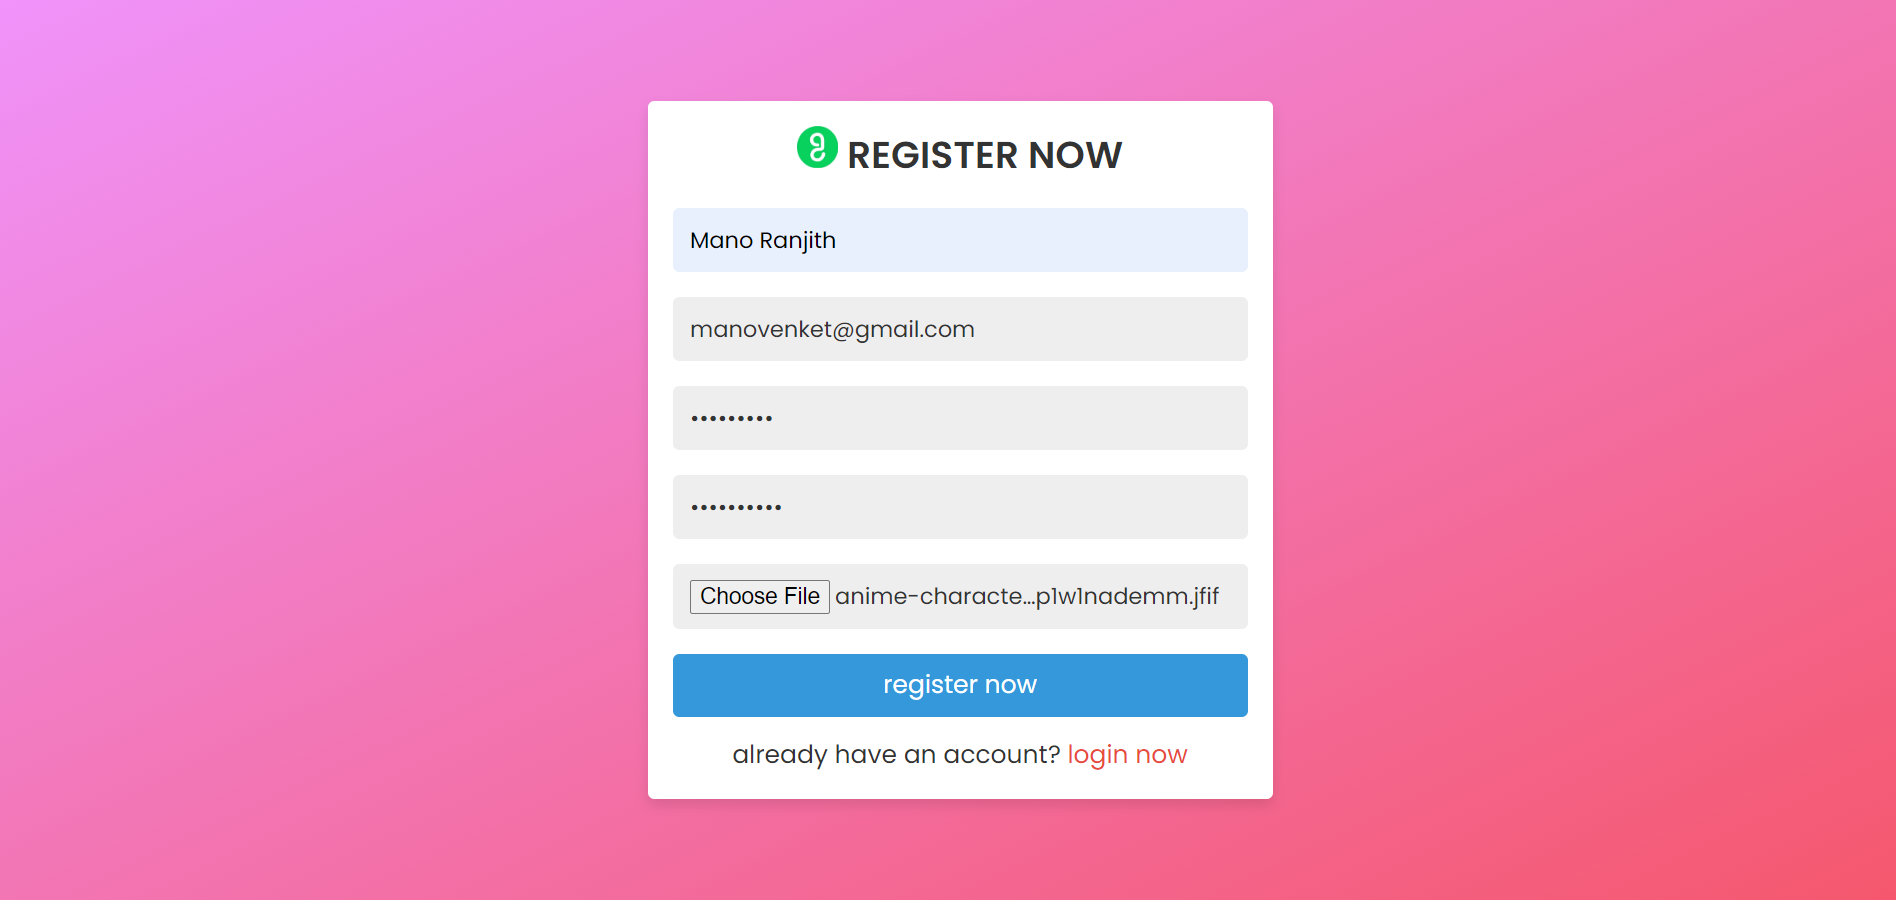 REGISTER NOW
Mano Ranjith
manovenket@gmail.com
•••••••••
••••••••••
Choose File anime-characte...p1w1nademm.jfif
register now
already have an account? login now